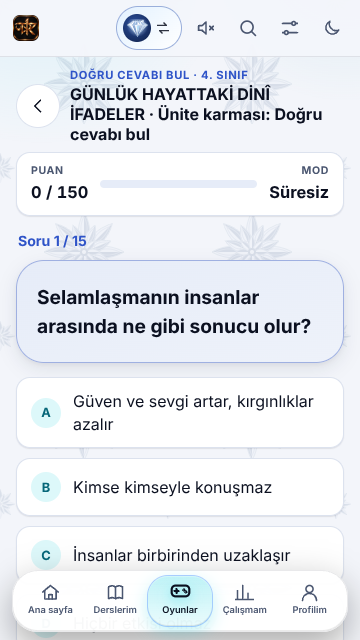 DOĞRU CEVABI BUL · 4. SINIF
GÜNLÜK HAYATTAKİ DİNÎ
İFADELER · Ünite karması: Doğru
cevabı bul
PUAN
0 / 150
MOD
Süresiz
Soru 1 / 15
Selamlaşmanın insanlar
arasında ne gibi sonucu olur?
A
Güven ve sevgi artar, kırgınlıklar
azalır
B
Kimse kimseyle konuşmaz
C
İnsanlar birbirinden uzaklaşır
Ana sayfa
Derslerim
Oyunlar
Çalışmam
Profilim